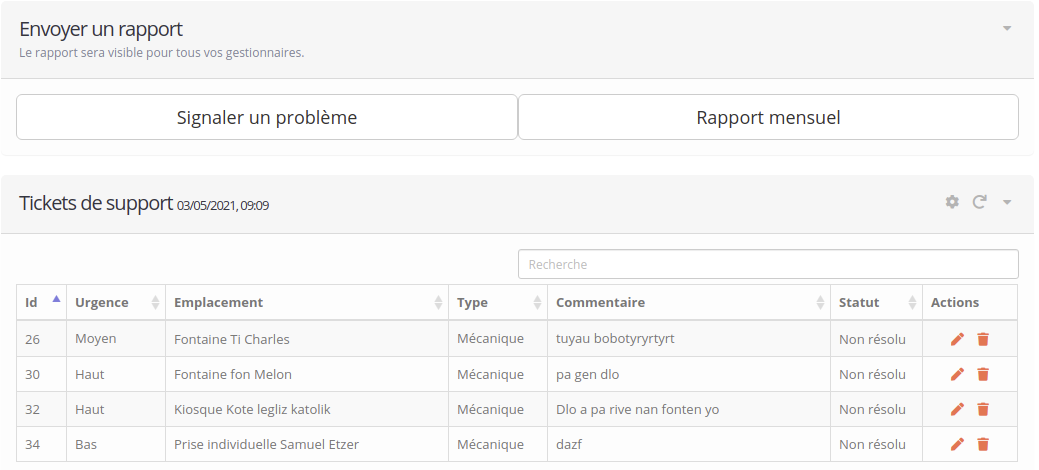 Envoyer un rapport
Le rapport sera visible pour tous vos gestionnaires.
Signaler un problème Rapport mensuel
Tickets de support 03/05/2021, 09:09
Recherche
Id Urgence Emplacement Type Commentaire Statut Actions
26 Moyen Fontaine Ti Charles Mécanique tuyau bobotyryrtyrt Non résolu
30 Haut Fontaine fon Melon Mécanique pa gen dlo Non résolu
32 Haut Kiosque Kote legliz katolik Mécanique Dlo a pa rive nan fonten yo Non résolu
34 Bas Prise individuelle Samuel Etzer Mécanique dazf Non résolu